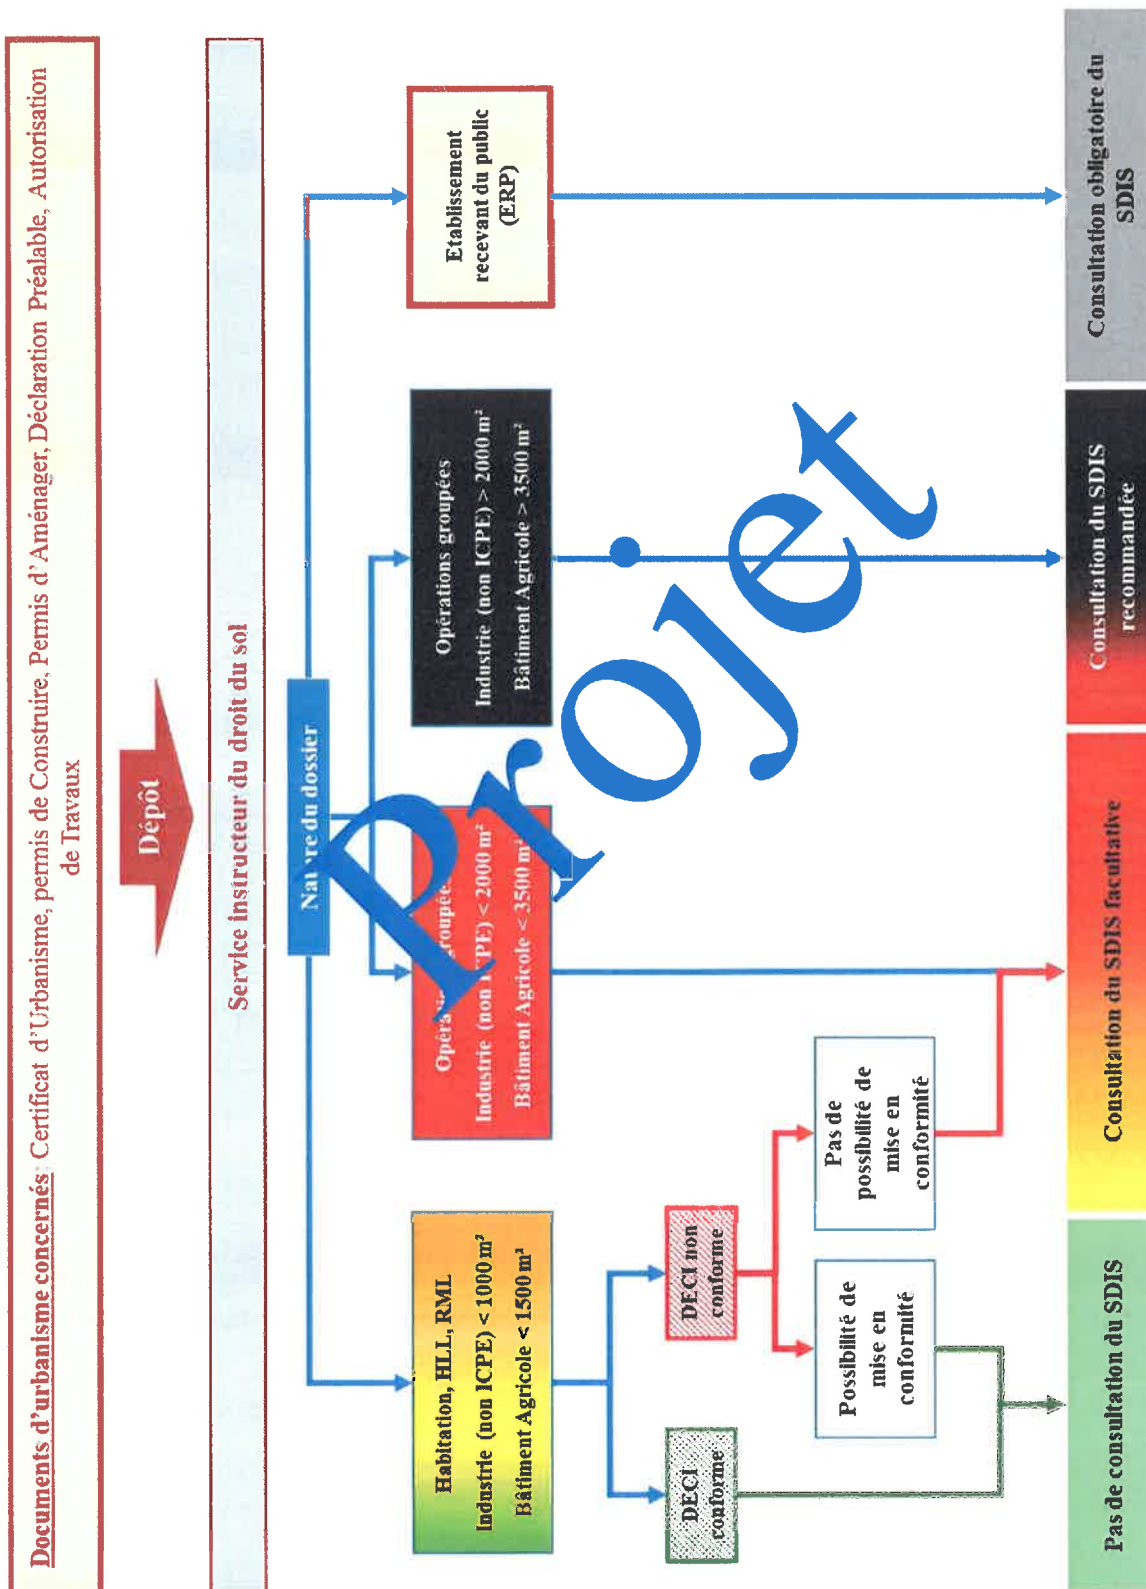 Documents d'urbanisme concernés: Certificat d'Urbanisme, permis de Construire, Permis d'Aménager, Déclaration Préalable, Autorisation
de Travaux
Dépôt
Service instructeur du droit du sol
Nature du dossier
Habitation, HLL, RML
Industrie (non ICPE) < 1000 m²
Bâtiment Agricole < 1500 m²
Opérations groupées
Industrie (non ICPE) < 2000 m²
Bâtiment Agricole < 3500 m²
Opérations groupées
Industrie (non ICPE) > 2000 m²
Bâtiment Agricole > 3500 m²
Etablissement
recevant du public
(ERP)
DECI
conforme
DECI non
conforme
Possibilité de
mise en
conformité
Pas de
possibilité de
mise en
conformité
Pas de consultation du SDIS
Consultation du SDIS facultative
Consultation du SDIS
recommandée
Consultation obligatoire du
SDIS
Projet